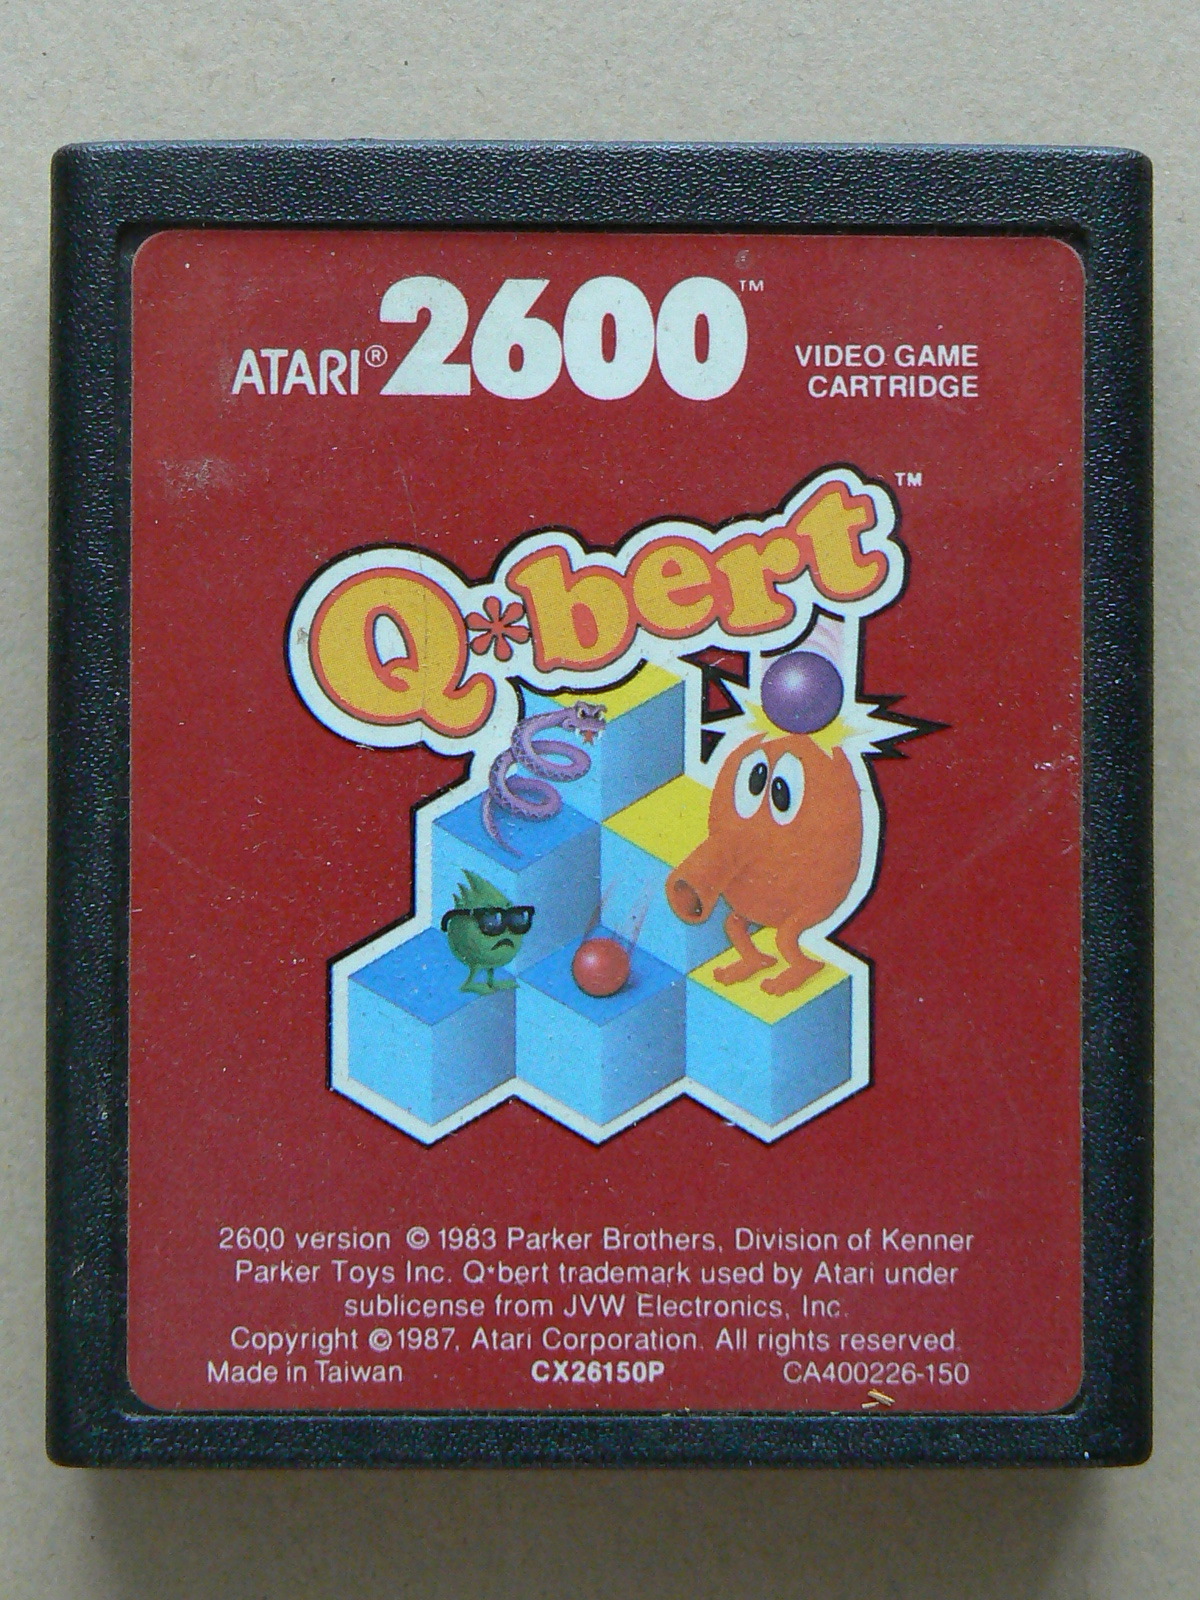 ATARI® 2600™ VIDEO GAME
CARTRIDGE
Q*bert™
2600 version © 1983 Parker Brothers, Division of Kenner
Parker Toys Inc. Q*bert trademark used by Atari under
sublicense from JVW Electronics, Inc.
Copyright © 1987, Atari Corporation. All rights reserved.
Made in Taiwan CX26150P CA400226-150